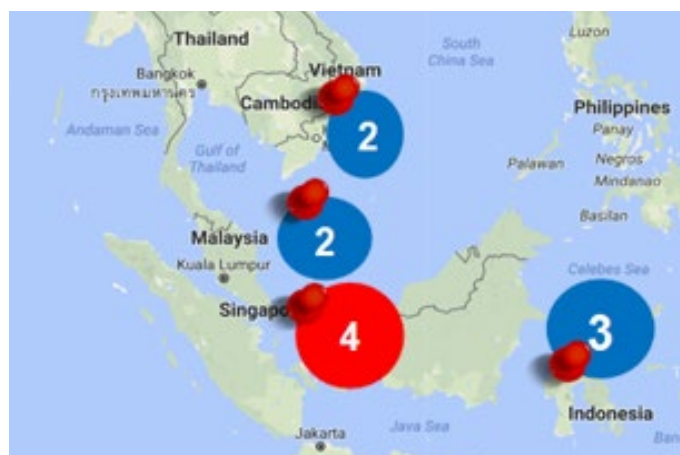 Luzon
Thailand
South
China Sea
Vietnam
Bangkok
กรุงเทพมหานคร
Cambod
Philippines
Andaman Sea
Panay
2
Gulf of
Thailand
Palawan
Negros
Mindanao
Basilan
Malaysia
2
Kuala Lumpur
Celebes Sea
Singapo
4
3
Indonesia
Java Sea
Jakarta
Ban